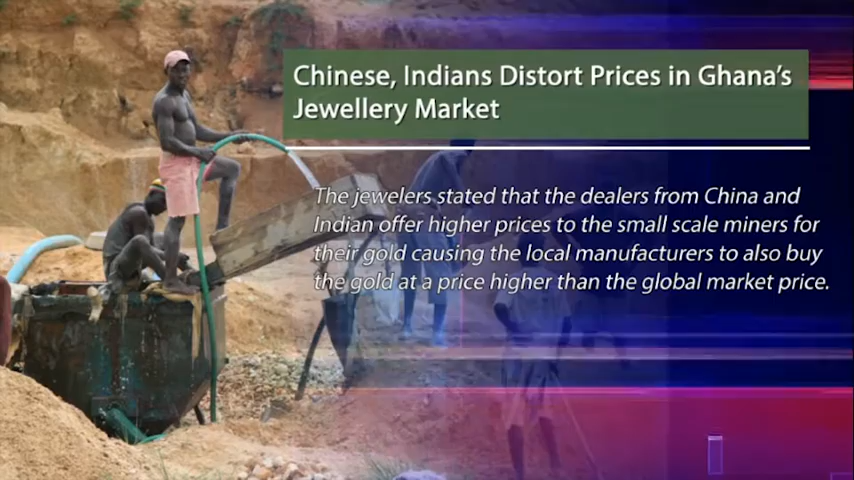 Chinese, Indians Distort Prices in Ghana's
Jewellery Market
The jewelers stated that the dealers from China and
Indian offer higher prices to the small scale miners for
their gold causing the local manufacturers to also buy
the gold at a price higher than the global market price.